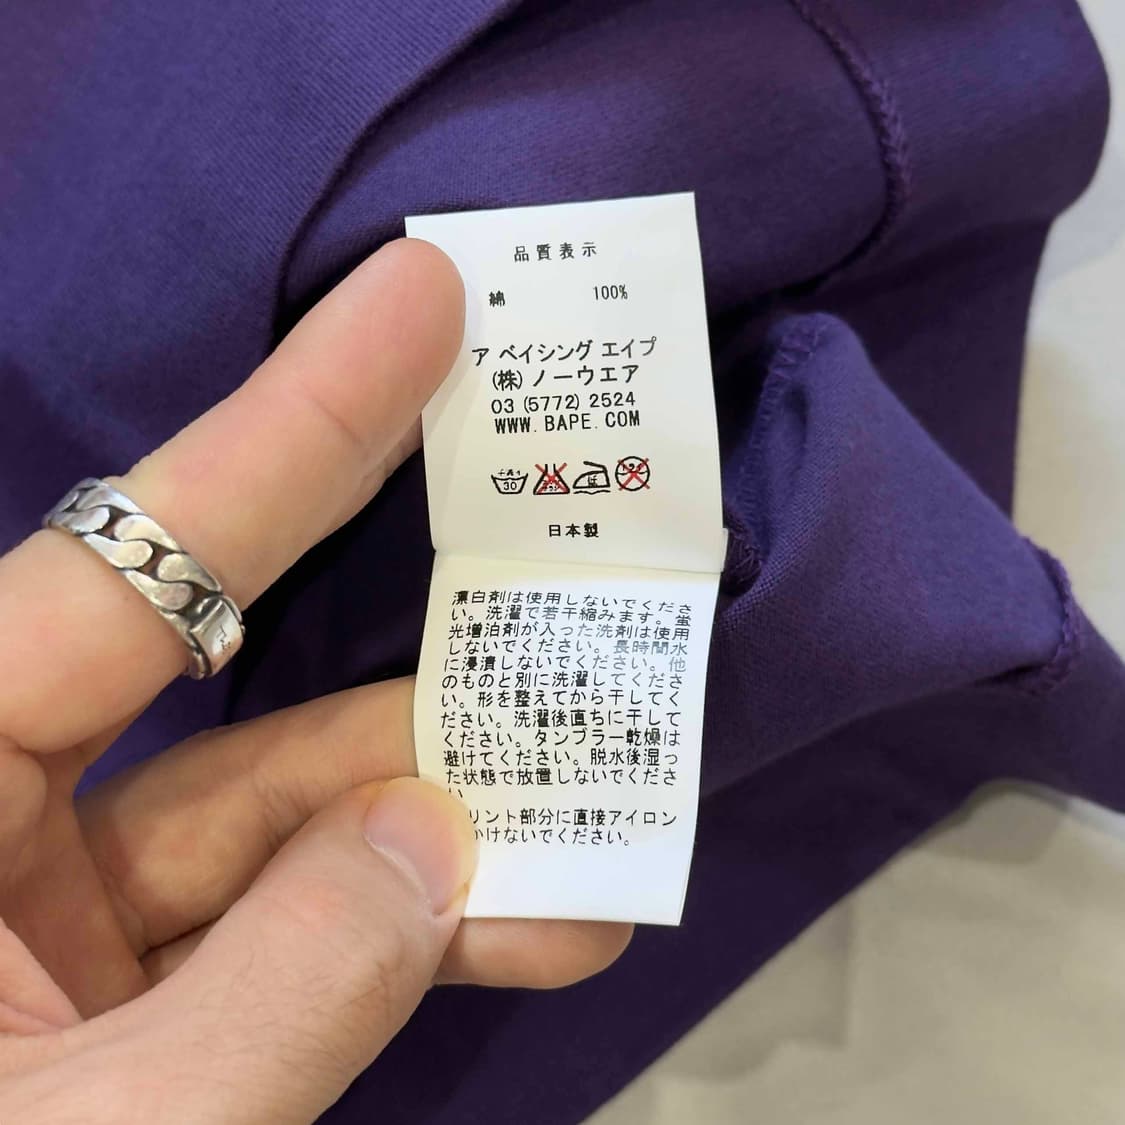 品質表示
綿 100%
ア ベイシング エイプ
(株) ノーウエア
03 (5772) 2524
WWW. BAPE. COM
30
低
日本製
漂白剤は使用しないでくださ
い。洗濯で若干縮みます。蛍
光増泊剤が入った洗剤は使用
しないでください。長時間水
に浸漬しないでください。他
のものと別に洗濯してくださ
い。形を整えてから干してく
ださい。洗濯後直ちに干して
ください。タンブラー乾燥は
避けてください。脱水後湿っ
た状態で放置しないでくださ
い
リント部分に直接アイロン
かけないでください。